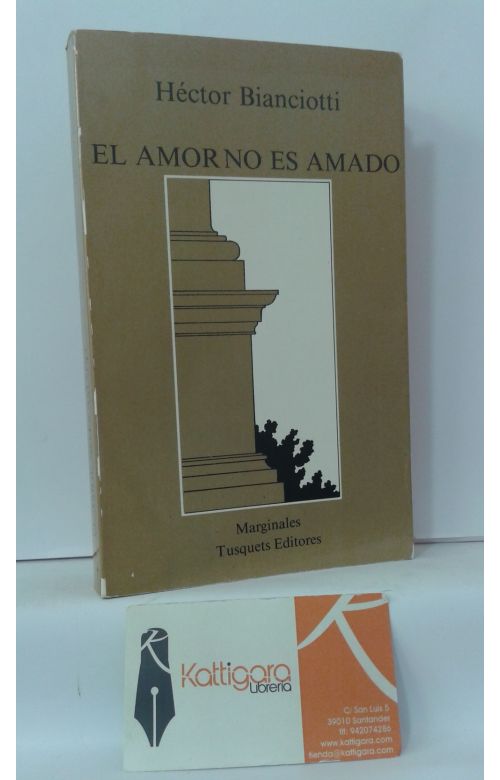 Héctor Bianciotti
EL AMOR NO ES AMADO
Marginales
Tusquets Editores
Kattigara
Librería
C/ San Luis 5
39010 Santander
tlf: 942074286
www.kattigara.com
tienda@kattigara.com